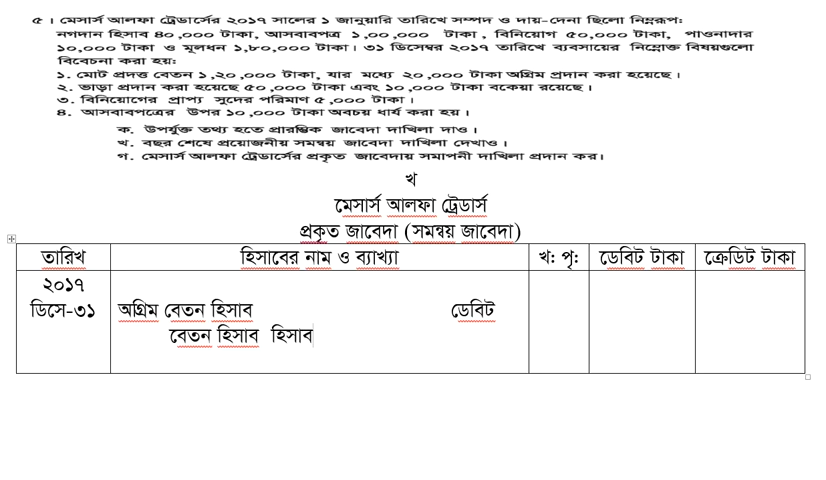 ৫। মেসার্স আলফা ট্রেডার্সের ২০১৭ সালের ১ জানুয়ারি তারিখে সম্পদ ও দায়-দেনা ছিলো নিম্নরূপঃ
নগদান হিসাব ৪০,০০০ টাকা, আসবাবপত্র ১,০০,০০০ টাকা, বিনিয়োগ ৫০,০০০ টাকা, পাওনাদার
১০,০০০ টাকা ও মূলধন ১,৮০,০০০ টাকা। ৩১ ডিসেম্বর ২০১৭ তারিখে ব্যবসায়ের নিম্নোক্ত বিষয়গুলো
বিবেচনা করা হয়ঃ
১. মোট প্রদত্ত বেতন ১,২০,০০০ টাকা, যার মধ্যে ২০,০০০ টাকা অগ্রিম প্রদান করা হয়েছে।
২. ভাড়া প্রদান করা হয়েছে ৫০,০০০ টাকা এবং ১০,০০০ টাকা বকেয়া রয়েছে।
৩. বিনিয়োগের প্রাপ্য সুদের পরিমাণ ৫,০০০ টাকা।
৪. আসবাবপত্রের উপর ১০,০০০ টাকা অবচয় ধার্য করা হয়।
ক. উপর্যুক্ত তথ্য হতে প্রারম্ভিক জাবেদা দাখিলা দাও।
খ. বছর শেষে প্রয়োজনীয় সমন্বয় জাবেদা দাখিলা দেখাও।
গ. মেসার্স আলফা ট্রেডার্সের প্রকৃত জাবেদায় সমাপনী দাখিলা প্রদান কর।
খ
মেসার্স আলফা ট্রেডার্স
প্রকৃত জাবেদা (সমন্বয় জাবেদা)
তারিখ হিসাবের নাম ও ব্যাখ্যা খ: পৃ: ডেবিট টাকা ক্রেডিট টাকা
২০১৭
ডিসে-৩১ অগ্রিম বেতন হিসাব ডেবিট
বেতন হিসাব হিসাব